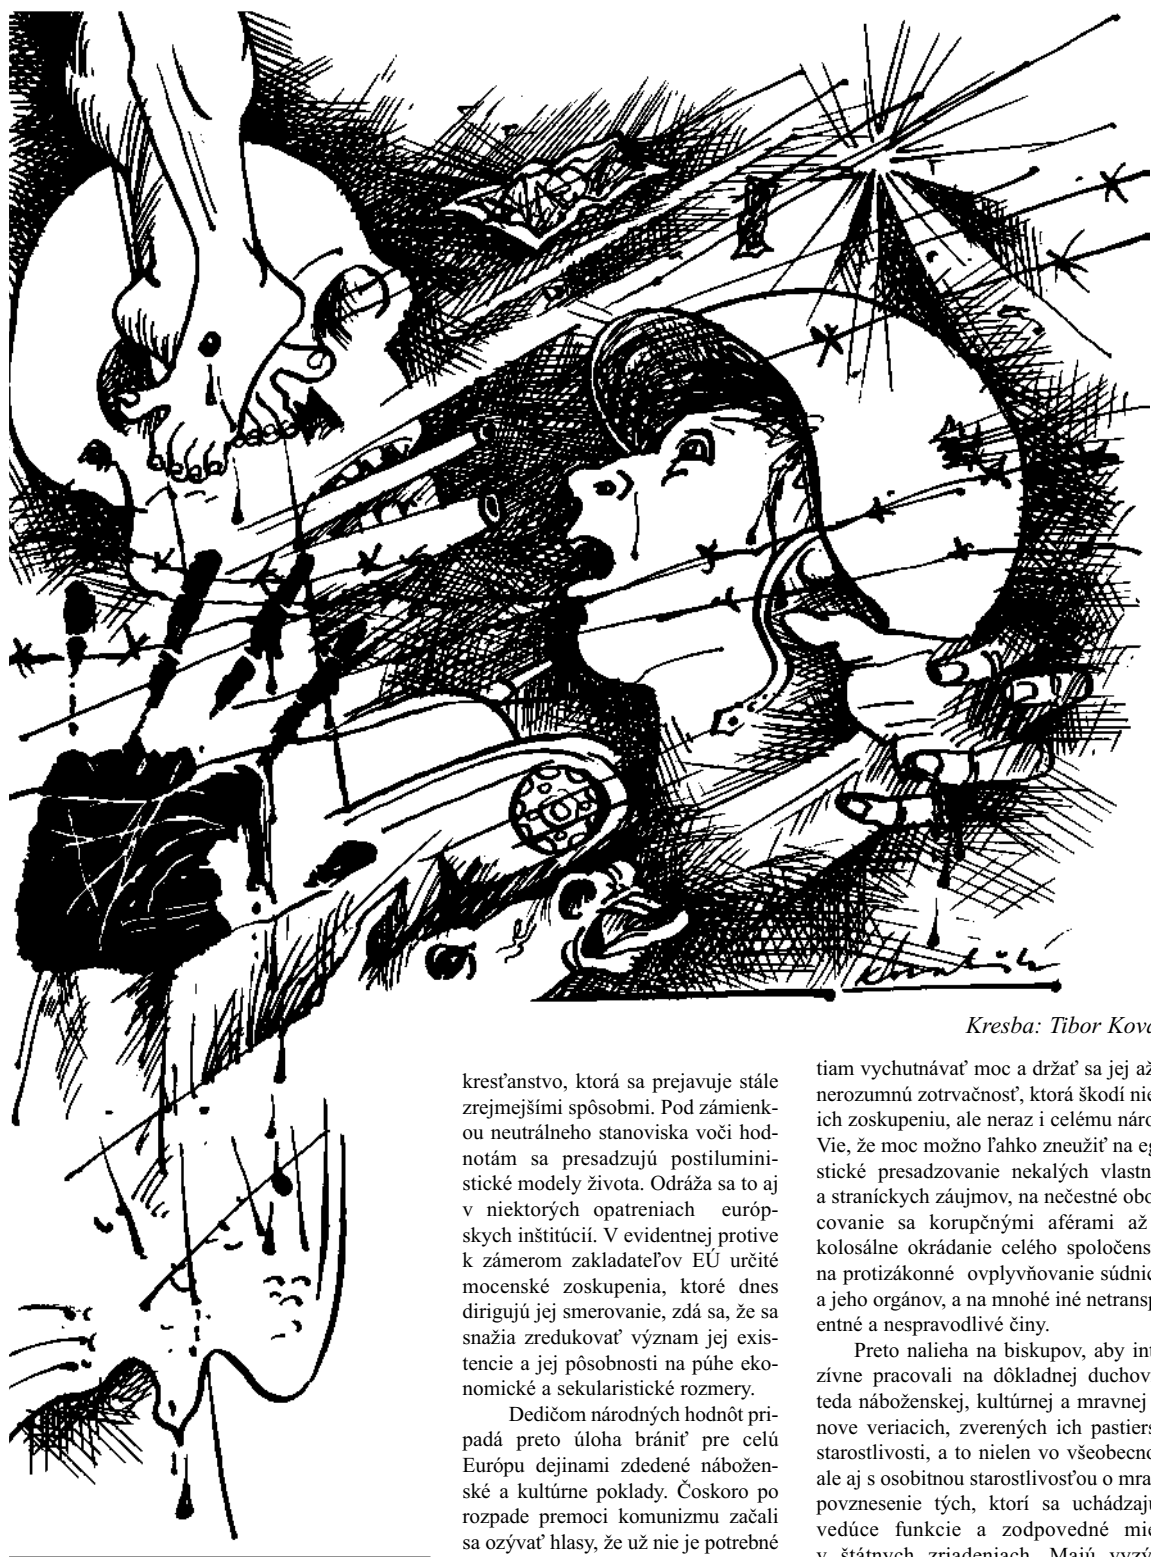 Kresba: Tibor Kova
kresťanstvo, ktorá sa prejavuje stále
zrejmejšími spôsobmi. Pod zámienk-
ou neutrálneho stanoviska voči hod-
notám sa presadzujú postilumini-
stické modely života. Odráža sa to aj
v niektorých opatreniach európ-
skych inštitúcií. V evidentnej protive
k zámerom zakladateľov EÚ určité
mocenské zoskupenia, ktoré dnes
dirigujú jej smerovanie, zdá sa, že sa
snažia zredukovať význam jej exis-
tencie a jej pôsobnosti na púhe eko-
nomické a sekularistické rozmery.
Dedičom národných hodnôt pri-
padá preto úloha brániť pre celú
Európu dejinami zdedené nábožen-
ské a kultúrne poklady. Čoskoro po
rozpade premoci komunizmu začali
sa ozývať hlasy, že už nie je potrebné
tiam vychutnávať moc a držať sa jej až
nerozumnú zotrvačnosť, ktorá škodí nie
ich zoskupeniu, ale neraz i celému náro
Vie, že moc možno ľahko zneužiť na eg
stické presadzovanie nekalých vlastn
a straníckych záujmov, na nečestné obo
covanie sa korupčnými aférami až
kolosálne okrádanie celého spoločens
na protizákonné ovplyvňovanie súdnic
a jeho orgánov, a na mnohé iné netransp
entné a nespravodlivé činy.
Preto nalieha na biskupov, aby int
zívne pracovali na dôkladnej duchov
teda náboženskej, kultúrnej a mravnej
nove veriacich, zverených ich pastiers
starostlivosti, a to nielen vo všeobecno
ale aj s osobitnou starostlivosťou o mra
povznesenie tých, ktorí sa uchádzaj
vedúce funkcie a zodpovedné mie
v štátnych zriadeniach. Majú vyzý